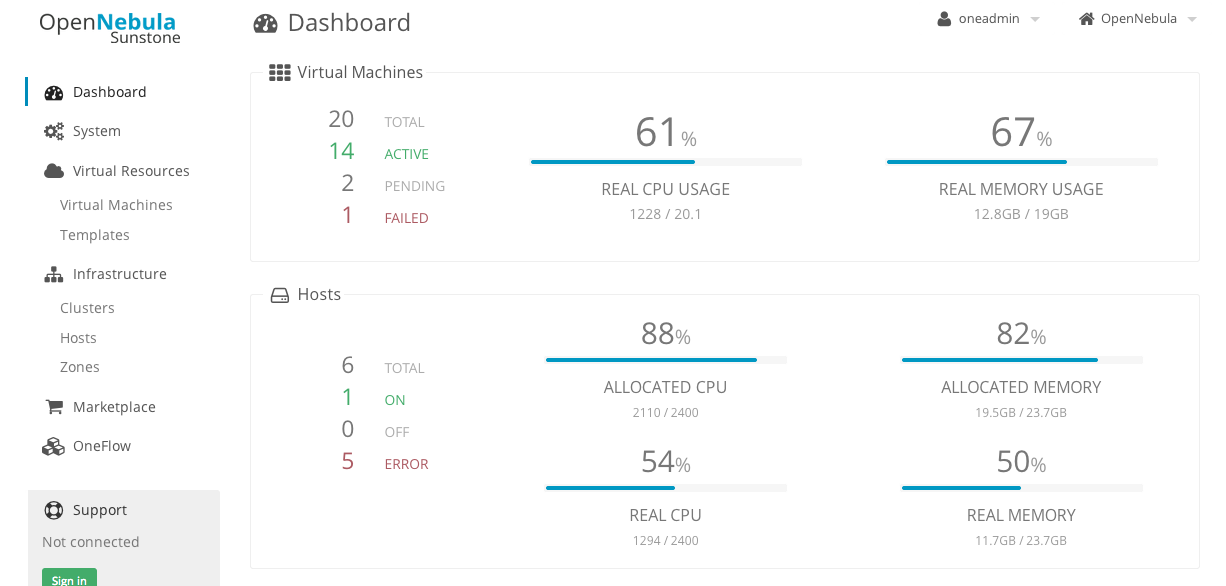 OpenNebula
Sunstone
Dashboard
oneadmin
OpenNebula
Dashboard
System
Virtual Resources
Virtual Machines
Templates
Infrastructure
Clusters
Hosts
Zones
Marketplace
OneFlow
Support
Not connected
Sign in
Virtual Machines
20 TOTAL
14 ACTIVE
2 PENDING
1 FAILED
61%
REAL CPU USAGE
1228 / 20.1
67%
REAL MEMORY USAGE
12.8GB / 19GB
Hosts
6 TOTAL
1 ON
0 OFF
5 ERROR
88%
ALLOCATED CPU
2110 / 2400
82%
ALLOCATED MEMORY
19.5GB / 23.7GB
54%
REAL CPU
1294 / 2400
50%
REAL MEMORY
11.7GB / 23.7GB